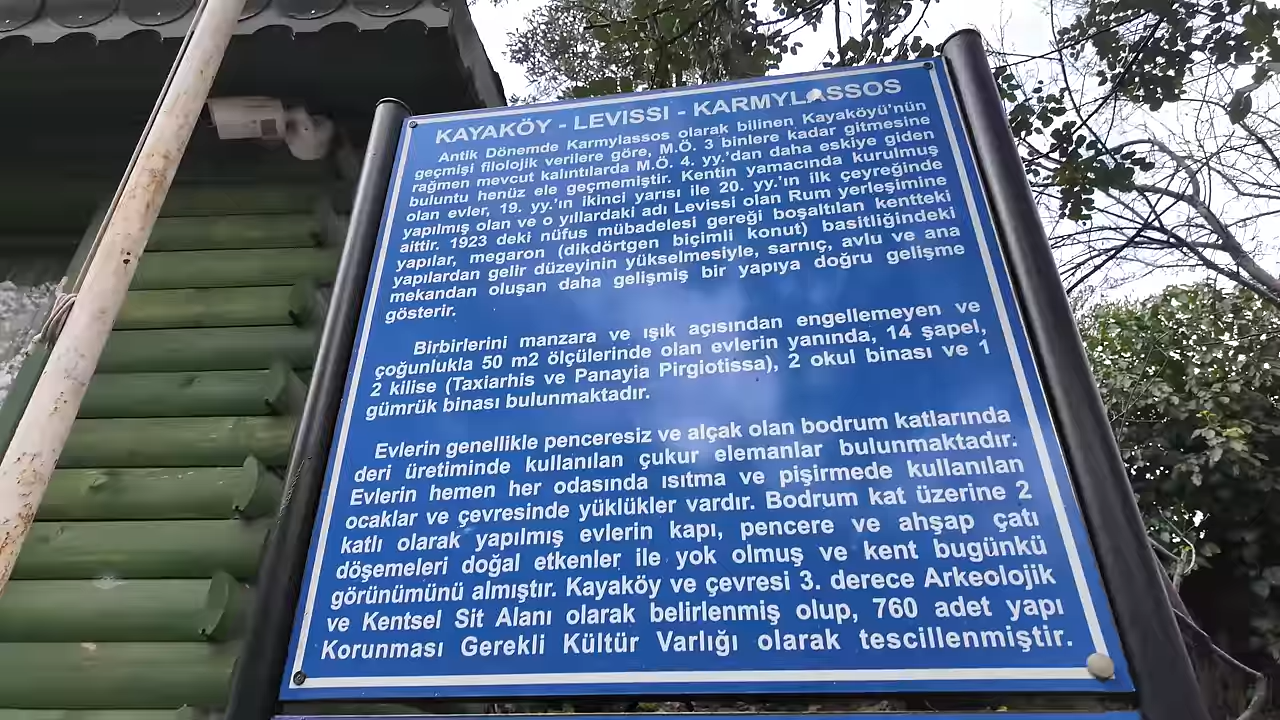 KAYAKÖY - LEVISSI - KARMYLASSOS
Antik Dönemde Karmylassos olarak bilinen Kayaköyü'nün
geçmişi filolojik verilere göre, M.Ö. 3 binlere kadar gitmesine
rağmen mevcut kalıntılarda M.Ö. 4. yy.'dan daha eskiye giden
buluntu henüz ele geçmemiştir. Kentin yamacında kurulmuş
olan evler, 19. yy.'ın ikinci yarısı ile 20. yy.'ın ilk çeyreğinde
yapılmış olan ve o yıllardaki adı Levissi olan Rum yerleşimine
aittir. 1923 deki nüfus mübadelesi gereği boşaltılan kentteki
yapılar, megaron (dikdörtgen biçimli konut) basitliğindeki
yapılardan gelir düzeyinin yükselmesiyle, sarnıç, avlu ve ana
mekandan oluşan daha gelişmiş bir yapıya doğru gelişme
gösterir.
Birbirlerini manzara ve ışık açısından engellemeyen ve
çoğunlukla 50 m2 ölçülerinde olan evlerin yanında, 14 şapel,
2 kilise (Taxiarhis ve Panayia Pirgiotissa), 2 okul binası ve 1
gümrük binası bulunmaktadır.
Evlerin genellikle penceresiz ve alçak olan bodrum katlarında
deri üretiminde kullanılan çukur elemanlar bulunmaktadır.
Evlerin hemen her odasında ısıtma ve pişirmede kullanılan
ocaklar ve çevresinde yüklükler vardır. Bodrum kat üzerine 2
katlı olarak yapılmış evlerin kapı, pencere ve ahşap çatı
döşemeleri doğal etkenler ile yok olmuş ve kent bugünkü
görünümünü almıştır. Kayaköy ve çevresi 3. derece Arkeolojik
ve Kentsel Sit Alanı olarak belirlenmiş olup, 760 adet yapı
Korunması Gerekli Kültür Varlığı olarak tescillenmiştir.